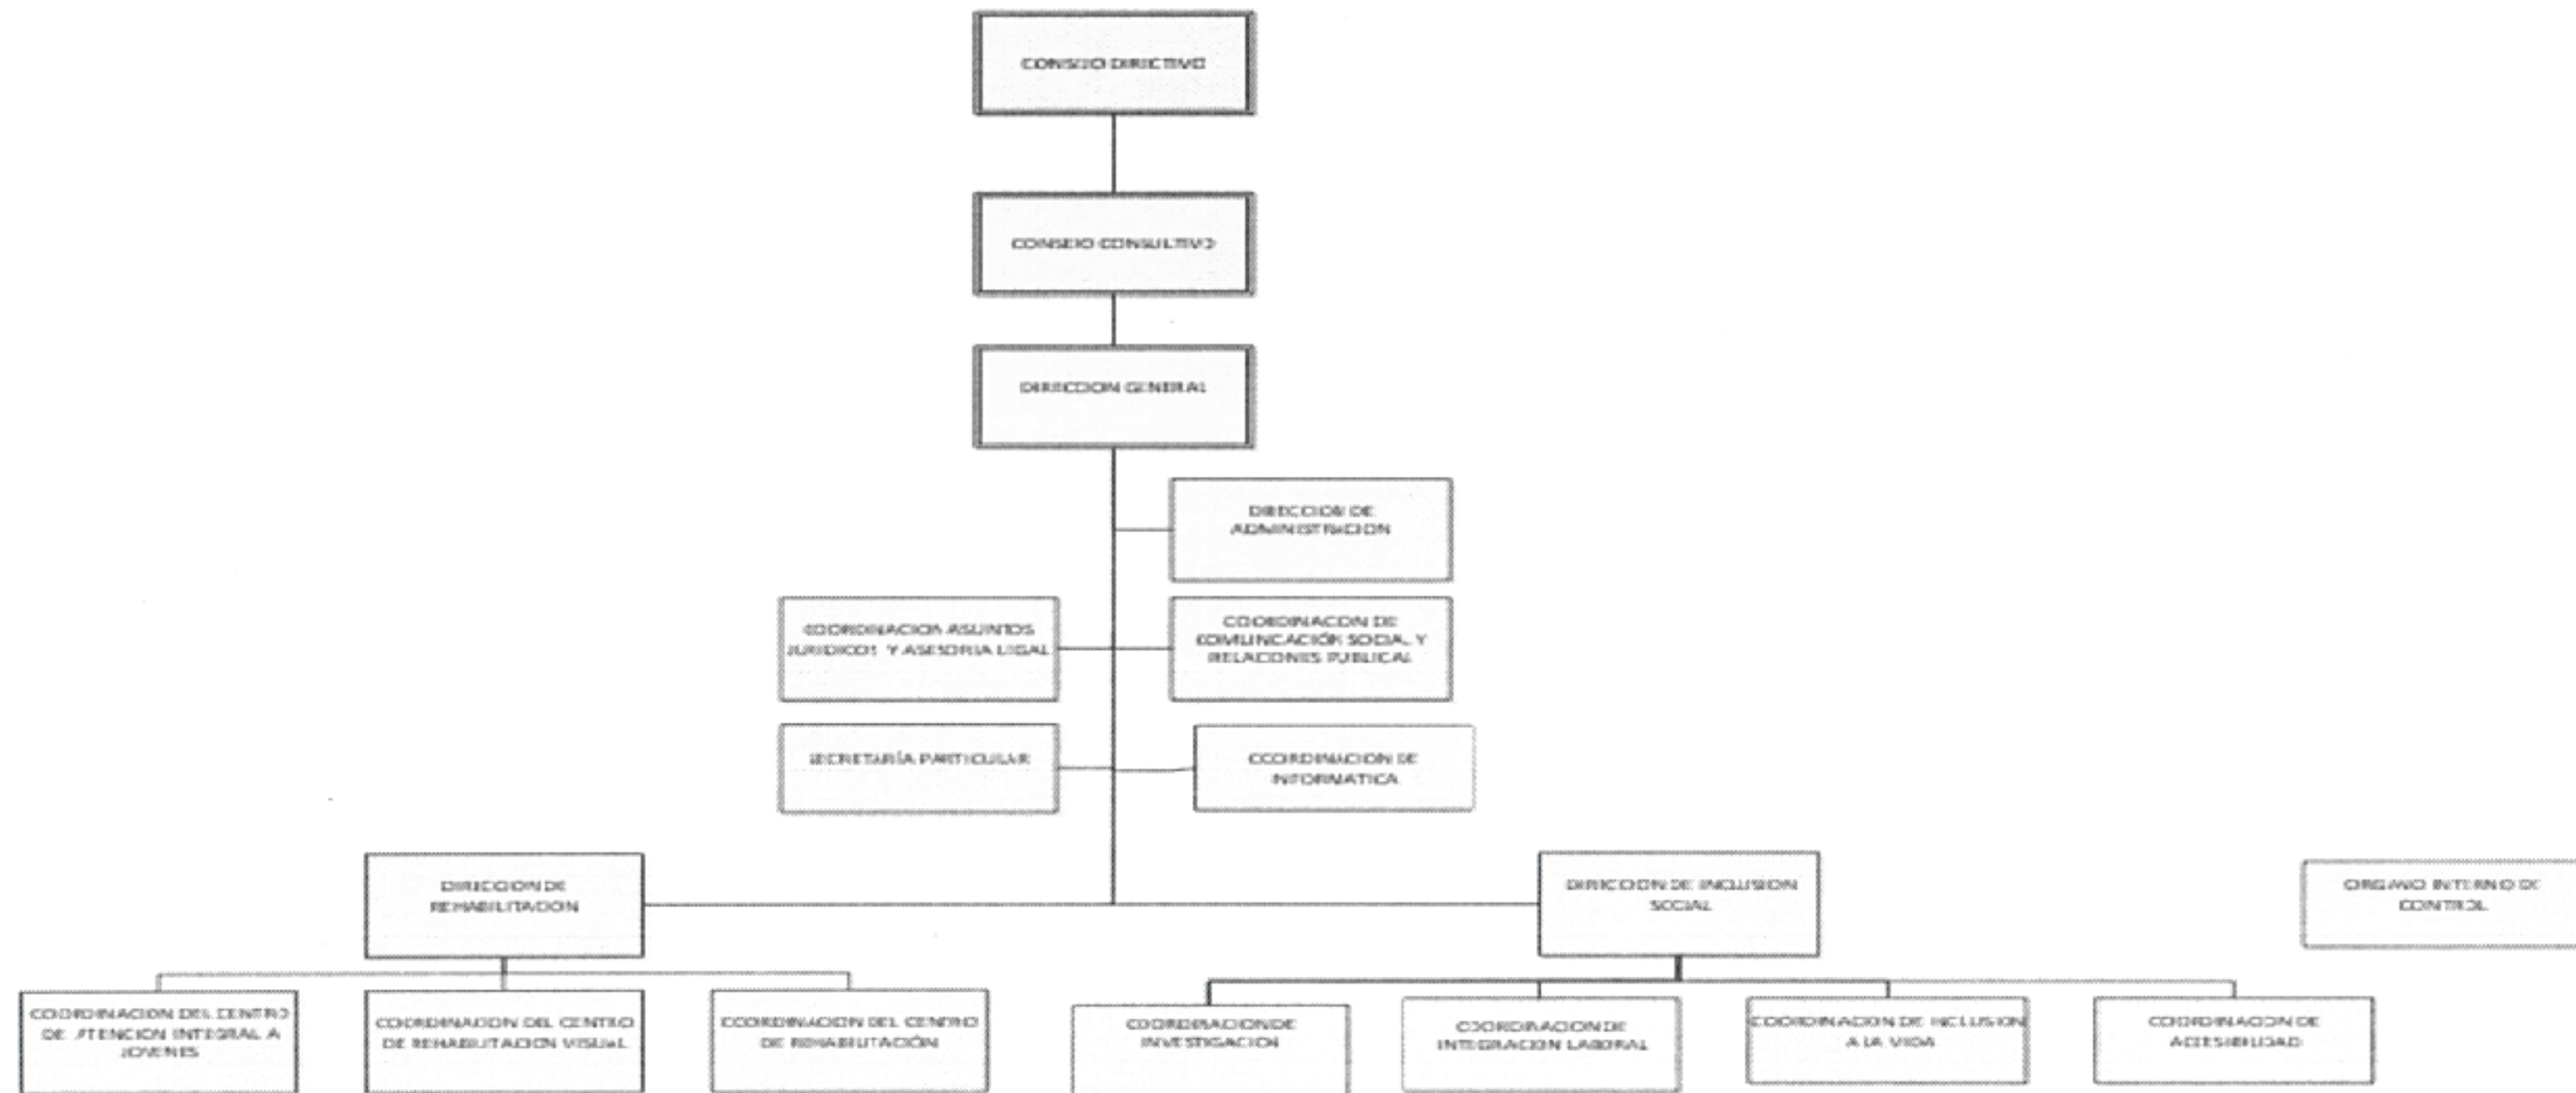 CONSEJO DIRECTIVO
CONSEJO CONSULTIVO
DIRECCION GENERAL
DIRECCION DE
ADMINISTRACION
COORDINACION ASUNTOS
JURIDICOS Y ASESORIA LEGAL
COORDINACION DE
COMUNICACIÓN SOCIAL Y
RELACIONES PUBLICAS
SECRETARÍA PARTICULAR
COORDINACION DE
INFORMATICA
DIRECCION DE
REHABILITACION
DIRECCION DE INCLUSION
SOCIAL
ORGANO INTERNO DE
CONTROL
COORDINACION DEL CENTRO
DE ATENCION INTEGRAL A
JOVENES
COORDINACION DEL CENTRO
DE REHABILITACION VISUAL
COORDINACION DEL CENTRO
DE REHABILITACIÓN
COORDINACION DE
INVESTIGACION
COORDINACION DE
INTEGRACION LABORAL
COORDINACION DE INCLUSION
A LA VIDA
COORDINACION DE
ACCESIBILIDAD